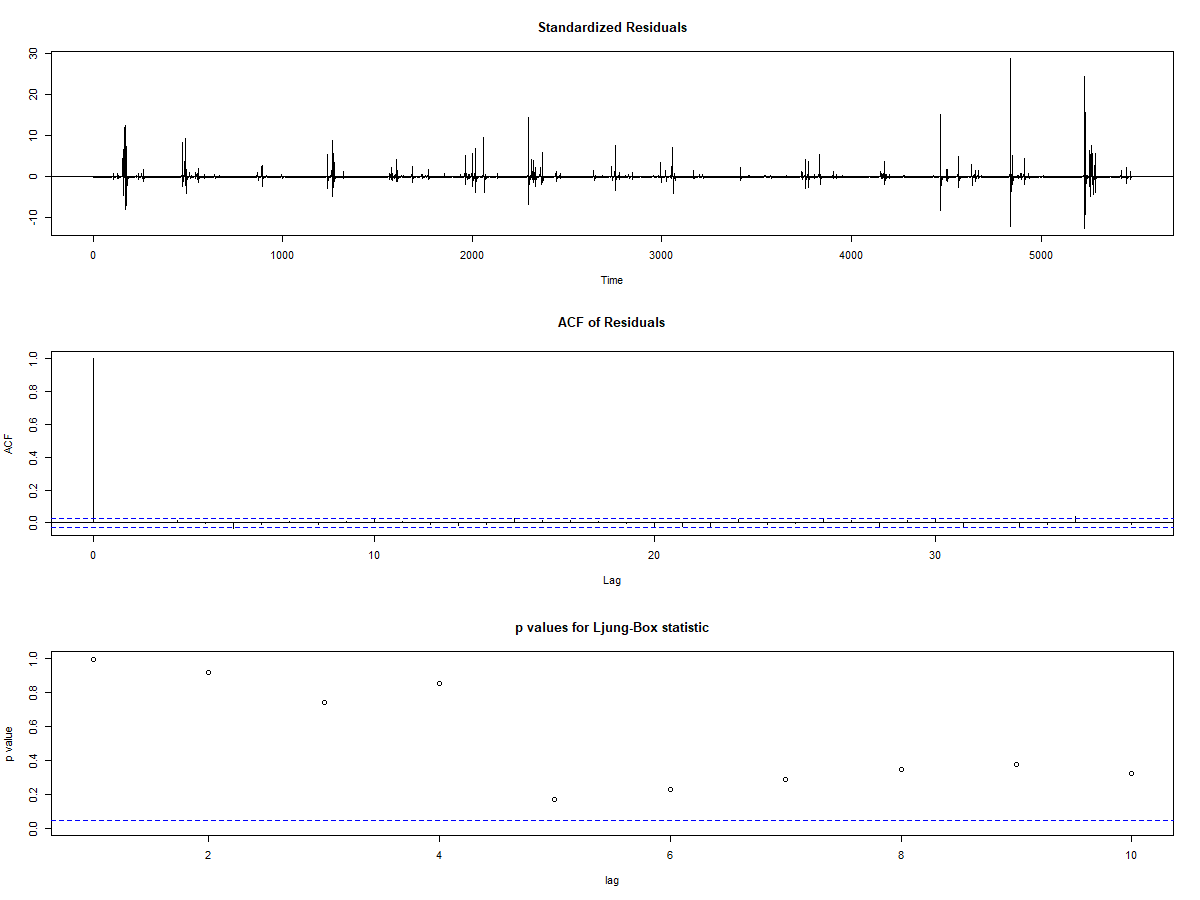 Standardized Residuals
30
20
10
0
-10
0 1000 2000 3000 4000 5000
Time
ACF of Residuals
1.0
0.8
0.6
0.4
0.2
0.0
ACF
0 10 20 30
Lag
p values for Ljung-Box statistic
1.0
0.8
0.6
0.4
0.2
0.0
p value
2 4 6 8 10
lag